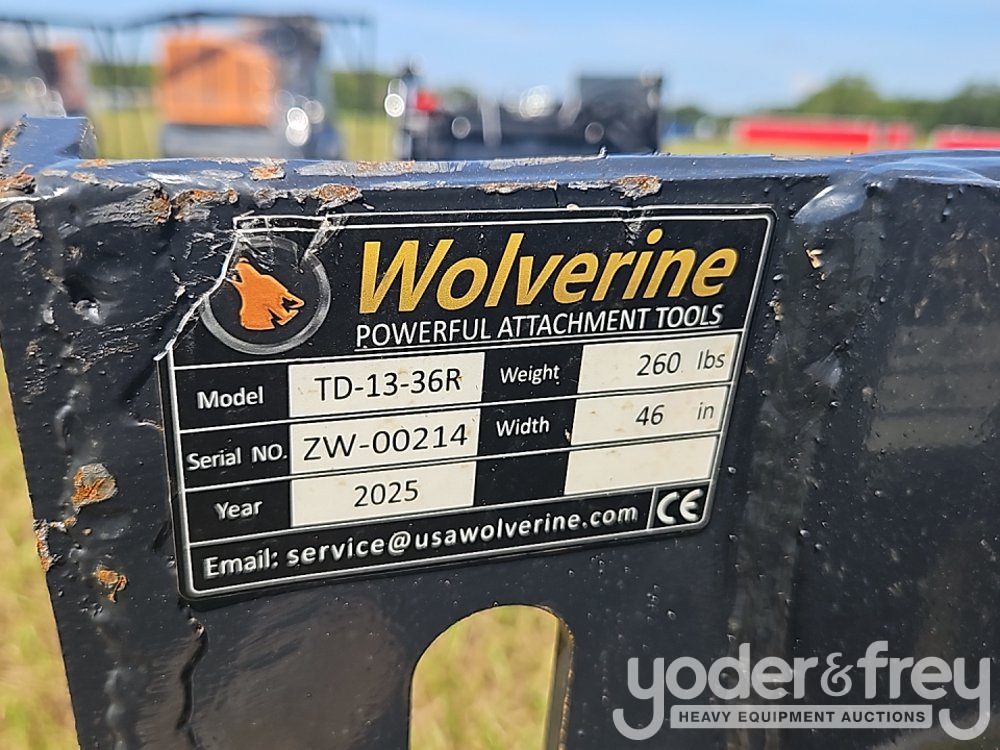 Wolverine
POWERFUL ATTACHMENT TOOLS
Model TD-13-36R Weight 260 lbs
Serial NO. ZW-00214 Width 46 in
Year 2025
Email: service@usawolverine.com CE
yoder&frey
HEAVY EQUIPMENT AUCTIONS